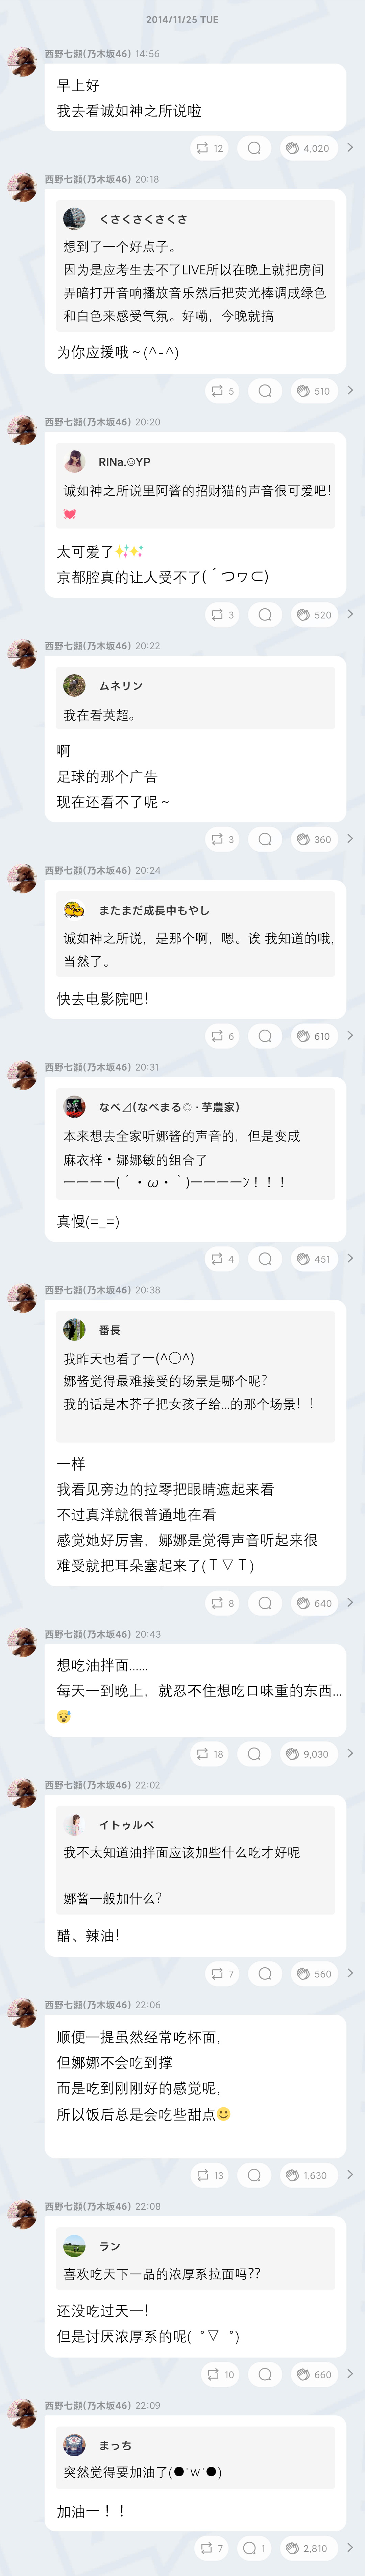 2014/11/25 TUE
西野七瀬(乃木坂46) 14:56
早上好
我去看诚如神之所说啦
12
4,020
西野七瀬(乃木坂46) 20:18
くさくさくさくさ
想到了一个好点子。
因为是应考生去不了LIVE所以在晚上就把房间
弄暗打开音响播放音乐然后把荧光棒调成绿色
和白色来感受气氛。好嘞，今晚就搞
为你应援哦～(^-^)
5
510
西野七瀬(乃木坂46) 20:20
RINa.☺YP
诚如神之所说里阿酱的招财猫的声音很可爱吧！
💓
太可爱了✨✨
京都腔真的让人受不了(´つヮ⊂)
3
520
西野七瀬(乃木坂46) 20:22
ムネリン
我在看英超。
啊
足球的那个广告
现在还看不了呢～
3
360
西野七瀬(乃木坂46) 20:24
まだまだ成長中もやし
诚如神之所说，是那个啊，嗯。诶 我知道的哦，
当然了。
快去电影院吧！
6
610
西野七瀬(乃木坂46) 20:31
なべ⊿(なべまる◎·芋農家)
本来想去全家听娜酱的声音的，但是变成
麻衣样・娜娜敏的组合了
ーーーー(´・ω・`)ーーーーン！！！
真慢(=_=)
4
451
西野七瀬(乃木坂46) 20:38
番長
我昨天也看了ー(^○^)
娜酱觉得最难接受的场景是哪个呢？
我的话是木芥子把女孩子给...的那个场景！！
一样
我看见旁边的拉零把眼睛遮起来看
不过真洋就很普通地在看
感觉她好厉害，娜娜是觉得声音听起来很
难受就把耳朵塞起来了(T▽T)
8
640
西野七瀬(乃木坂46) 20:43
想吃油拌面......
每天一到晚上，就忍不住想吃口味重的东西...
😥
18
9,030
西野七瀬(乃木坂46) 22:02
イトゥルベ
我不太知道油拌面应该加些什么吃才好呢
娜酱一般加什么？
醋、辣油！
7
560
西野七瀬(乃木坂46) 22:06
顺便一提虽然经常吃杯面，
但娜娜不会吃到撑
而是吃到刚刚好的感觉呢，
所以饭后总是会吃些甜点🙂
13
1,630
西野七瀬(乃木坂46) 22:08
ラン
喜欢吃天下一品的浓厚系拉面吗??
还没吃过天一！
但是讨厌浓厚系的呢( ゜▽ ゜)
10
660
西野七瀬(乃木坂46) 22:09
まっち
突然觉得要加油了(●'w'●)
加油ー！！
7
1
2,810